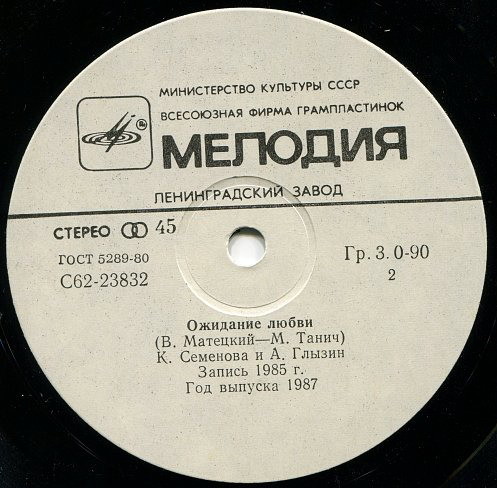 МИНИСТЕРСТВО КУЛЬТУРЫ СССР
ВСЕСОЮЗНАЯ ФИРМА ГРАМПЛАСТИНОК
МЕЛОДИЯ
ЛЕНИНГРАДСКИЙ ЗАВОД
СТЕРЕО 45
ГОСТ 5289-80
Гр. 3. 0-90
С62-23832
2
Ожидание любви
(В. Матецкий—М. Танич)
К. Семенова и А. Глызин
Запись 1985 г.
Год выпуска 1987